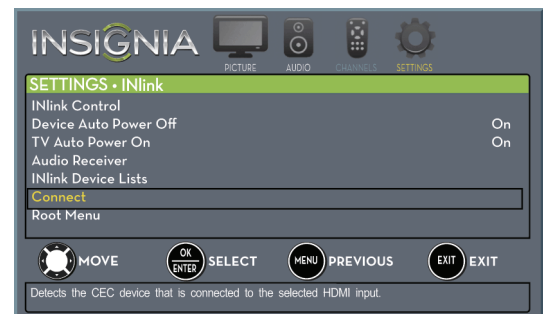 INSIGNIA
PICTURE AUDIO CHANNELS SETTINGS
SETTINGS • INlink
INlink Control
Device Auto Power Off On
TV Auto Power On On
Audio Receiver
INlink Device Lists
Connect
Root Menu
MOVE OK ENTER SELECT MENU PREVIOUS EXIT EXIT
Detects the CEC device that is connected to the selected HDMI input.